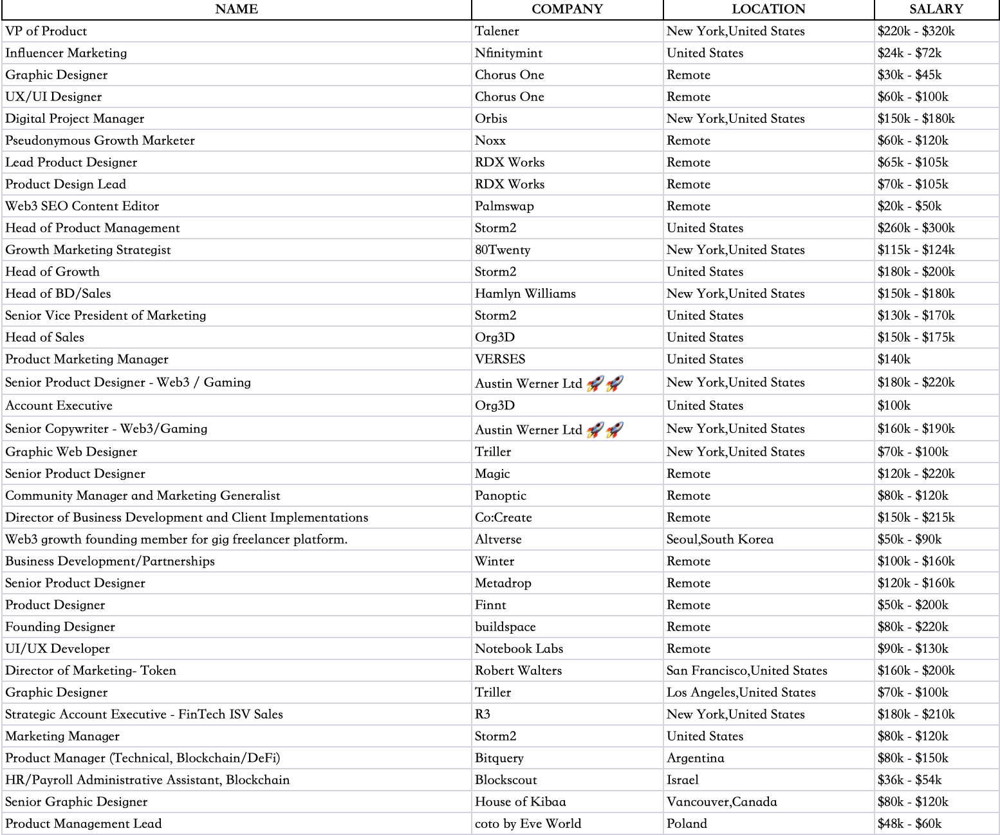 NAME COMPANY LOCATION SALARY
VP of Product Talener New York,United States $220k - $320k
Influencer Marketing Nfinitymint United States $24k - $72k
Graphic Designer Chorus One Remote $30k - $45k
UX/UI Designer Chorus One Remote $60k - $100k
Digital Project Manager Orbis New York,United States $150k - $180k
Pseudonymous Growth Marketer Noxx Remote $60k - $120k
Lead Product Designer RDX Works Remote $65k - $105k
Product Design Lead RDX Works Remote $70k - $105k
Web3 SEO Content Editor Palmswap Remote $20k - $50k
Head of Product Management Storm2 United States $260k - $300k
Growth Marketing Strategist 80Twenty New York,United States $115k - $124k
Head of Growth Storm2 United States $180k - $200k
Head of BD/Sales Hamlyn Williams New York,United States $150k - $180k
Senior Vice President of Marketing Storm2 United States $130k - $170k
Head of Sales Org3D United States $150k - $175k
Product Marketing Manager VERSES United States $140k
Senior Product Designer - Web3 / Gaming Austin Werner Ltd 🚀🚀 New York,United States $180k - $220k
Account Executive Org3D United States $100k
Senior Copywriter - Web3/Gaming Austin Werner Ltd 🚀🚀 New York,United States $160k - $190k
Graphic Web Designer Triller New York,United States $70k - $100k
Senior Product Designer Magic Remote $120k - $220k
Community Manager and Marketing Generalist Panoptic Remote $80k - $120k
Director of Business Development and Client Implementations Co:Create Remote $150k - $215k
Web3 growth founding member for gig freelancer platform. Altverse Seoul,South Korea $50k - $90k
Business Development/Partnerships Winter Remote $100k - $160k
Senior Product Designer Metadrop Remote $120k - $160k
Product Designer Finnt Remote $50k - $200k
Founding Designer buildspace Remote $80k - $220k
UI/UX Developer Notebook Labs Remote $90k - $130k
Director of Marketing- Token Robert Walters San Francisco,United States $160k - $200k
Graphic Designer Triller Los Angeles,United States $70k - $100k
Strategic Account Executive - FinTech ISV Sales R3 New York,United States $180k - $210k
Marketing Manager Storm2 United States $80k - $120k
Product Manager (Technical, Blockchain/DeFi) Bitquery Argentina $80k - $150k
HR/Payroll Administrative Assistant, Blockchain Blockscout Israel $36k - $54k
Senior Graphic Designer House of Kibaa Vancouver,Canada $80k - $120k
Product Management Lead coto by Eve World Poland $48k - $60k